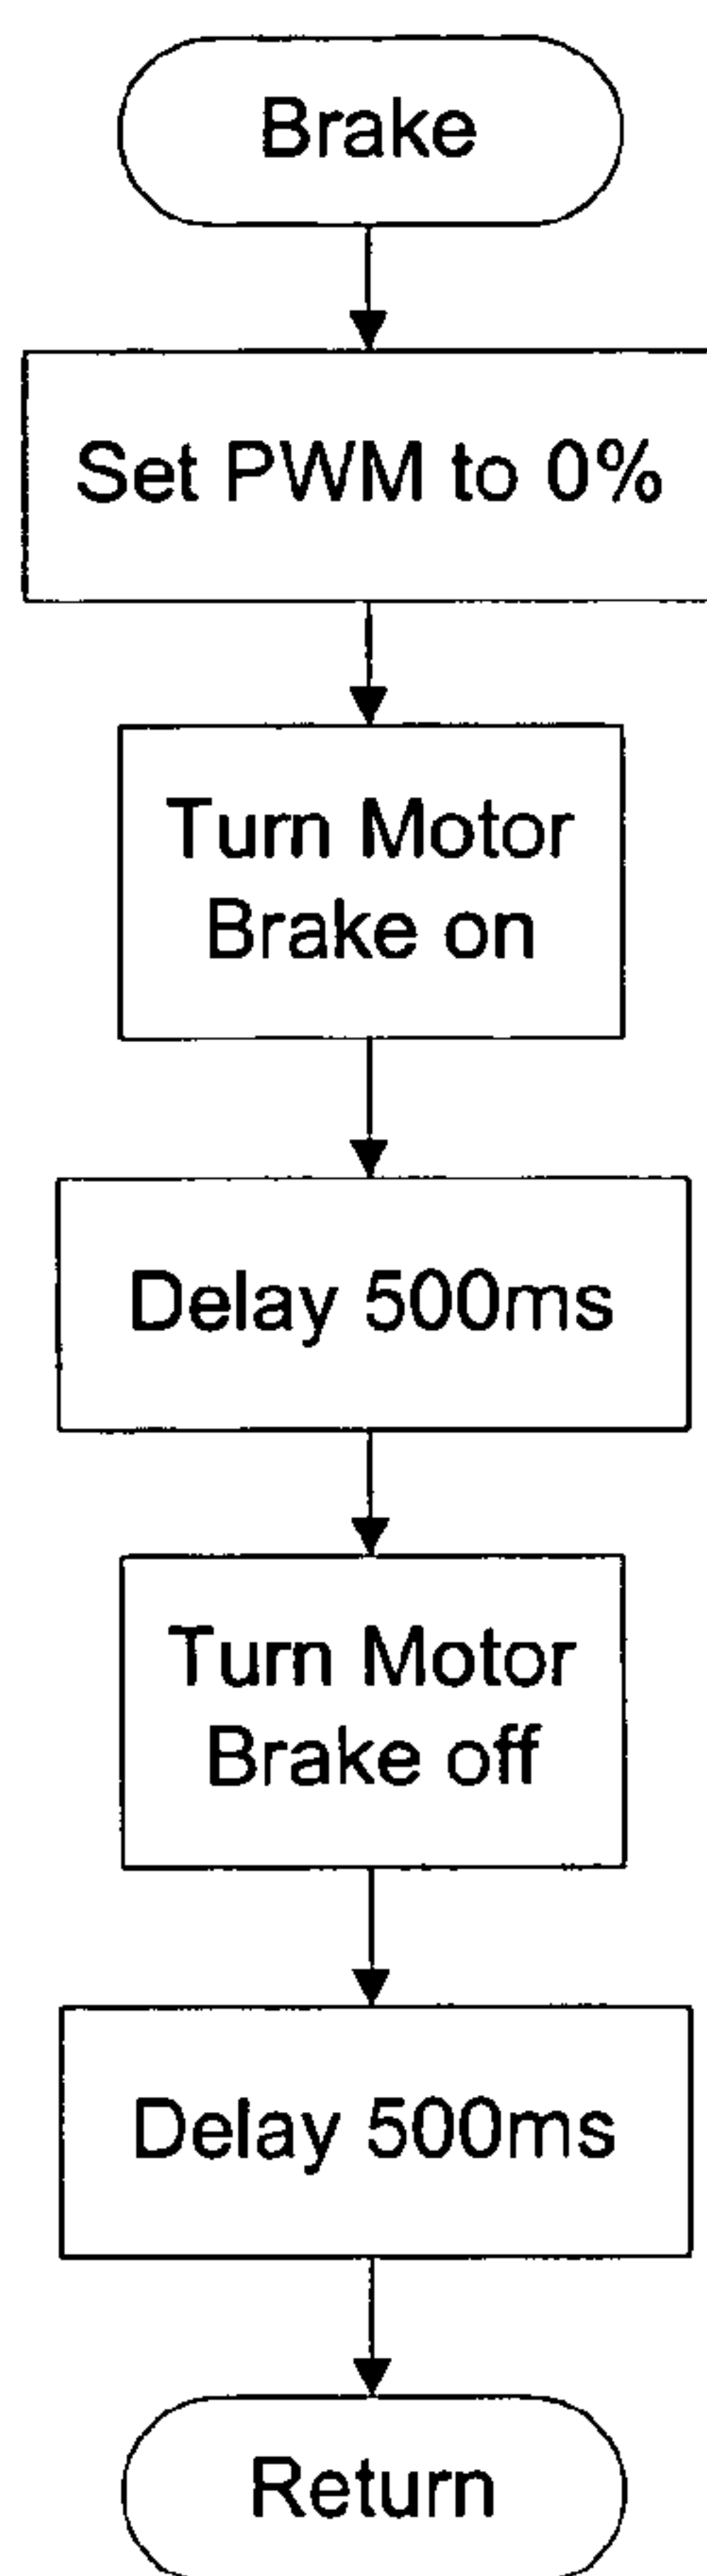 Brake
Set PWM to 0%
Turn Motor
Brake on
Delay 500ms
Turn Motor
Brake off
Delay 500ms
Return